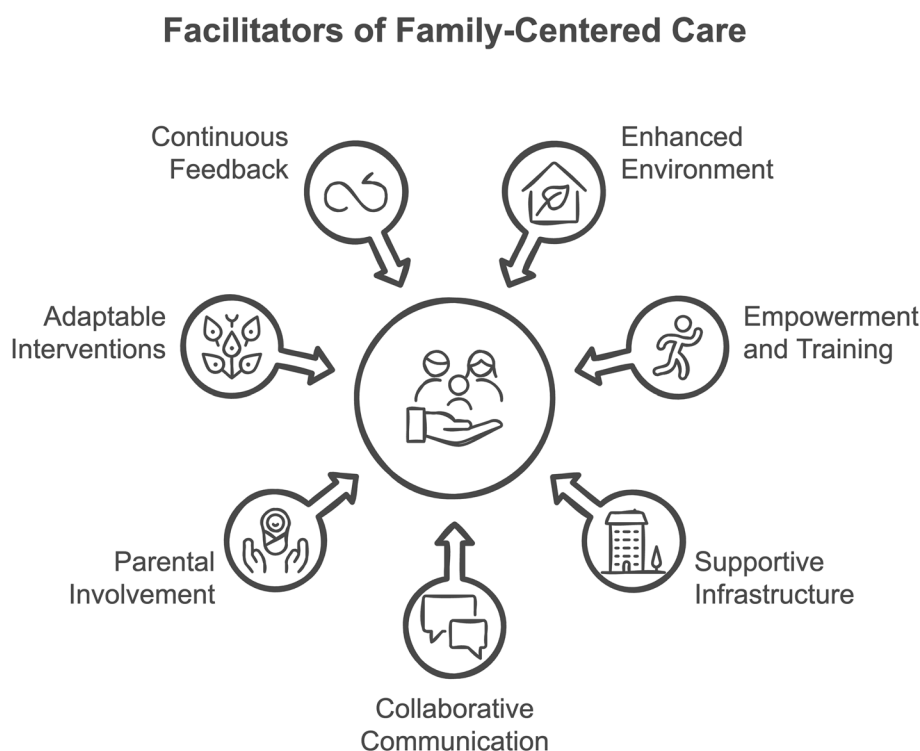 Facilitators of Family-Centered Care
Continuous
Feedback
Enhanced
Environment
Adaptable
Interventions
Empowerment
and Training
Parental
Involvement
Supportive
Infrastructure
Collaborative
Communication